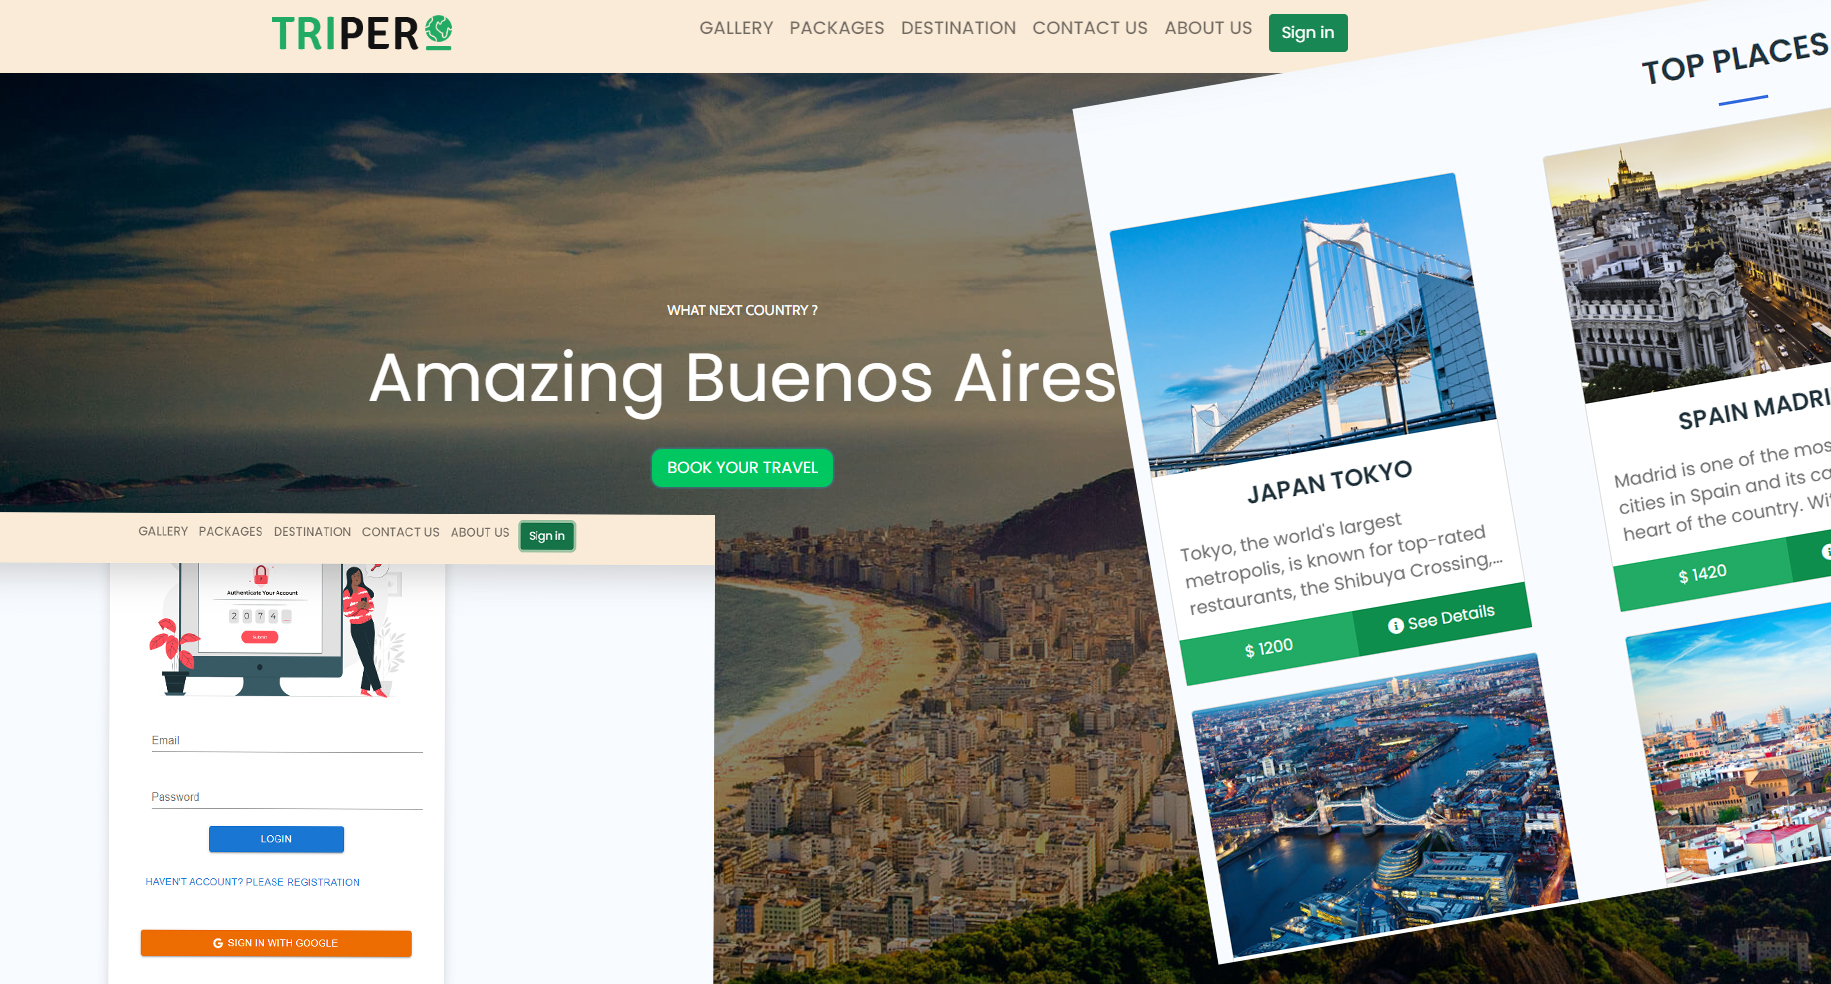 TRIPER
GALLERY PACKAGES DESTINATION CONTACT US ABOUT US Sign in
WHAT NEXT COUNTRY ?
Amazing Buenos Aires
BOOK YOUR TRAVEL
TOP PLACES
JAPAN TOKYO
Tokyo, the world's largest
metropolis, is known for top-rated
restaurants, the Shibuya Crossing,...
$ 1200 See Details
SPAIN MADRI
Madrid is one of the mos
cities in Spain and its ca
heart of the country. Wi
$ 1420
GALLERY PACKAGES DESTINATION CONTACT US ABOUT US Sign in
Authenticate Your Account
2 0 7 4
Submit
Email
Password
LOGIN
HAVEN'T ACCOUNT? PLEASE REGISTRATION
G SIGN IN WITH GOOGLE